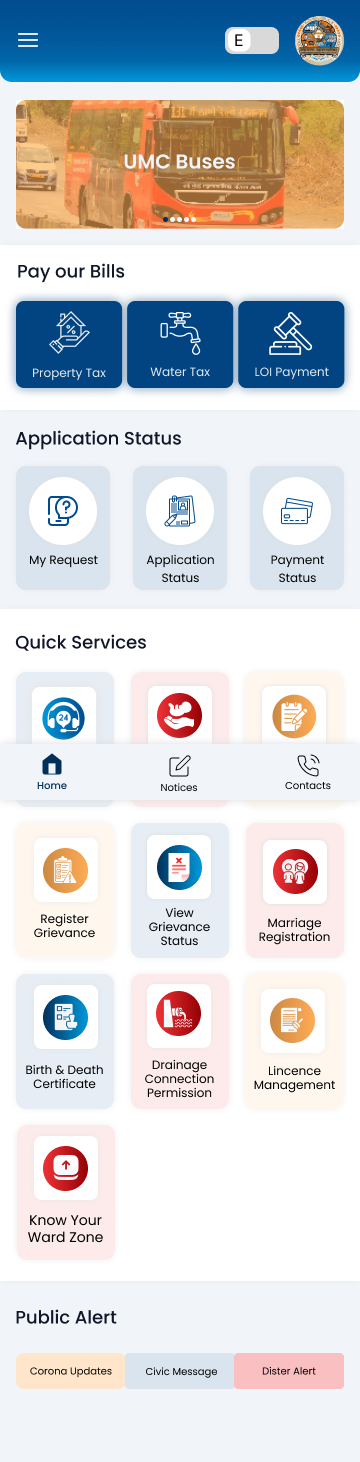 E
UMC Buses
Pay our Bills
Property Tax
Water Tax
LOI Payment
Application Status
My Request
Application
Status
Payment
Status
Quick Services
24
Home
Notices
Contacts
Register
Grievance
View
Grievance
Status
Marriage
Registration
Birth & Death
Certificate
Drainage
Connection
Permission
Lincence
Management
Know Your
Ward Zone
Public Alert
Corona Updates
Civic Message
Dister Alert